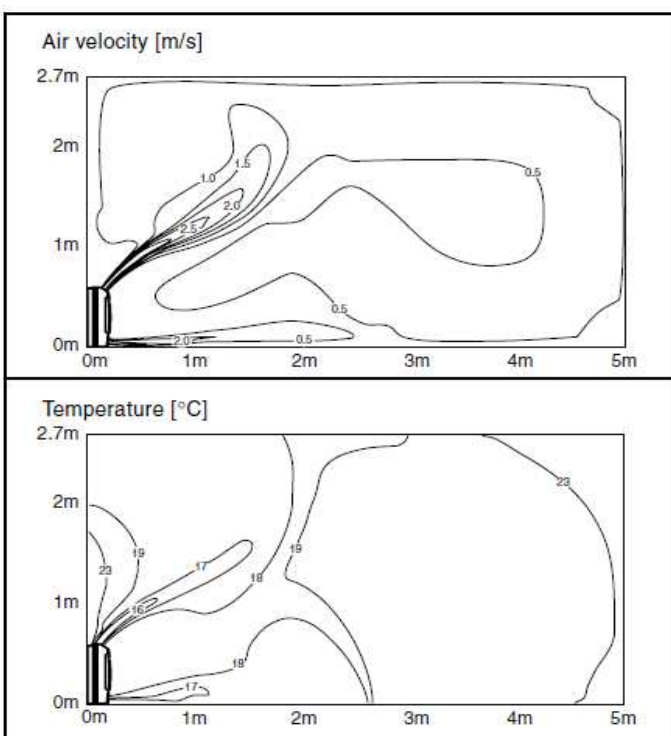 Air velocity [m/s]
2.7m
2m
1.5
1.0
0.5
2.0
2.5
1m
0.5
2.0
0.5
0m
0m 1m 2m 3m 4m 5m
Temperature [°C]
2.7m
23
2m
19
19
17
23
18
1m
16
18
17
0m
0m 1m 2m 3m 4m 5m